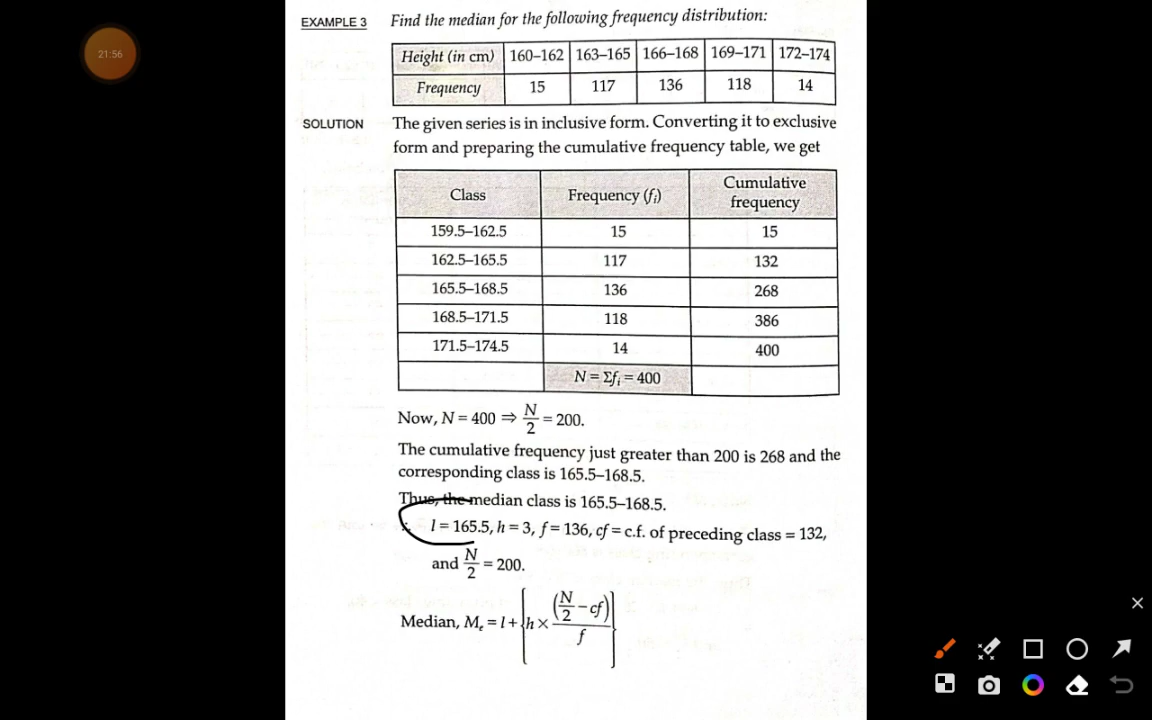 21:56
EXAMPLE 3 Find the median for the following frequency distribution:
Height (in cm) 160–162 163–165 166–168 169–171 172–174
Frequency 15 117 136 118 14
SOLUTION The given series is in inclusive form. Converting it to exclusive
form and preparing the cumulative frequency table, we get
Class Frequency (fᵢ) Cumulative frequency
159.5–162.5 15 15
162.5–165.5 117 132
165.5–168.5 136 268
168.5–171.5 118 386
171.5–174.5 14 400
N = Σfᵢ = 400
Now, N = 400 ⇒ N/2 = 200.
The cumulative frequency just greater than 200 is 268 and the
corresponding class is 165.5–168.5.
Thus, the median class is 165.5–168.5.
∴ l = 165.5, h = 3, f = 136, cf = c.f. of preceding class = 132,
and N/2 = 200.
Median, Mₑ = l + {h × (N/2 − cf)/f}